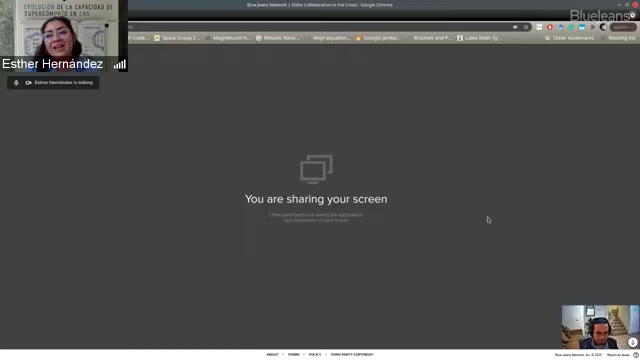 Blue Jeans Network | Video Collaboration in the Cloud - Google Chrome
Bluejeans
EVOLUCIÓN DE LA CAPACIDAD DE
SUPERCÓMPUTO EN CNS
Space Group 2...
Metallic Nano...
Align equation...
Google Jamboa...
Brackets and P...
Latex Math Ty...
Other bookmarks
Reading list
Esther Hernández
Esther Hernández is talking
You are sharing your screen
ABOUT | TERMS | POLICY | THIRD PARTY COPYRIGHT
Blue Jeans Network, Inc. © 2021
Report an Issue